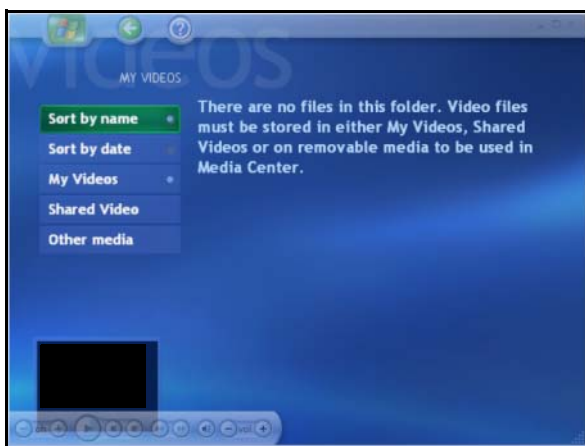 videos
MY VIDEOS
Sort by name
Sort by date
My Videos
Shared Video
Other media
There are no files in this folder. Video files
must be stored in either My Videos, Shared
Videos or on removable media to be used in
Media Center.
ch
vol